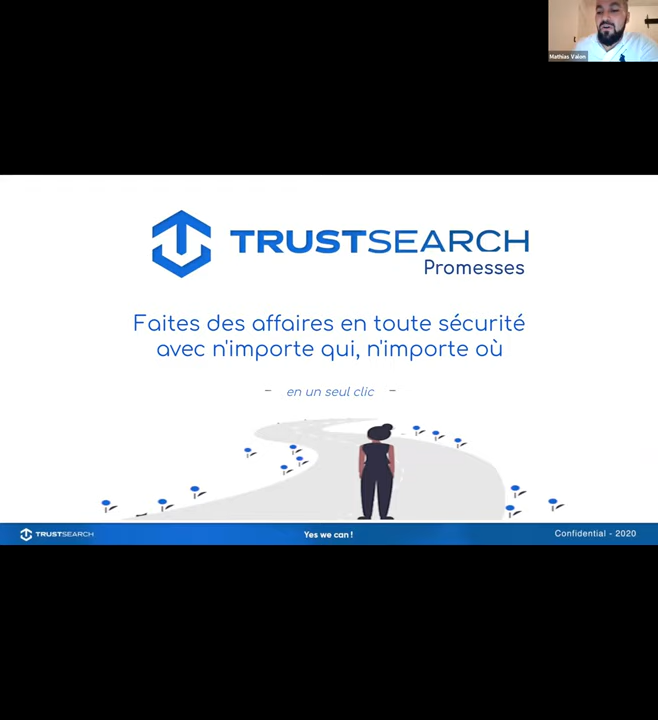 Mathias Valon
TRUSTSEARCH
Promesses
Faites des affaires en toute sécurité
avec n'importe qui, n'importe où
– en un seul clic –
TRUSTSEARCH
Yes we can !
Confidential - 2020